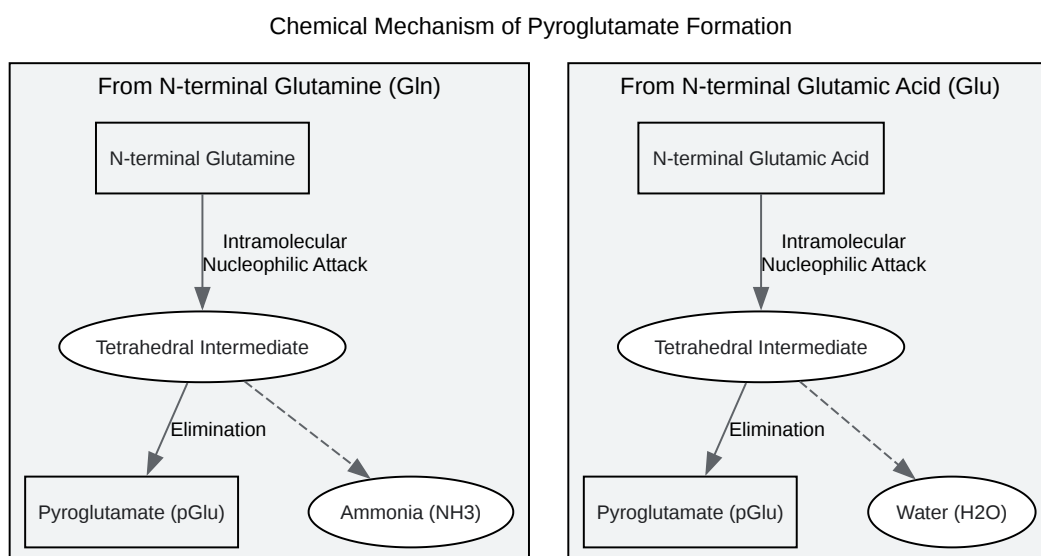 Chemical Mechanism of Pyroglutamate Formation
From N-terminal Glutamine (Gln)
N-terminal Glutamine
Intramolecular
Nucleophilic Attack
Tetrahedral Intermediate
Elimination
Pyroglutamate (pGlu)
Ammonia (NH3)
From N-terminal Glutamic Acid (Glu)
N-terminal Glutamic Acid
Intramolecular
Nucleophilic Attack
Tetrahedral Intermediate
Elimination
Pyroglutamate (pGlu)
Water (H2O)